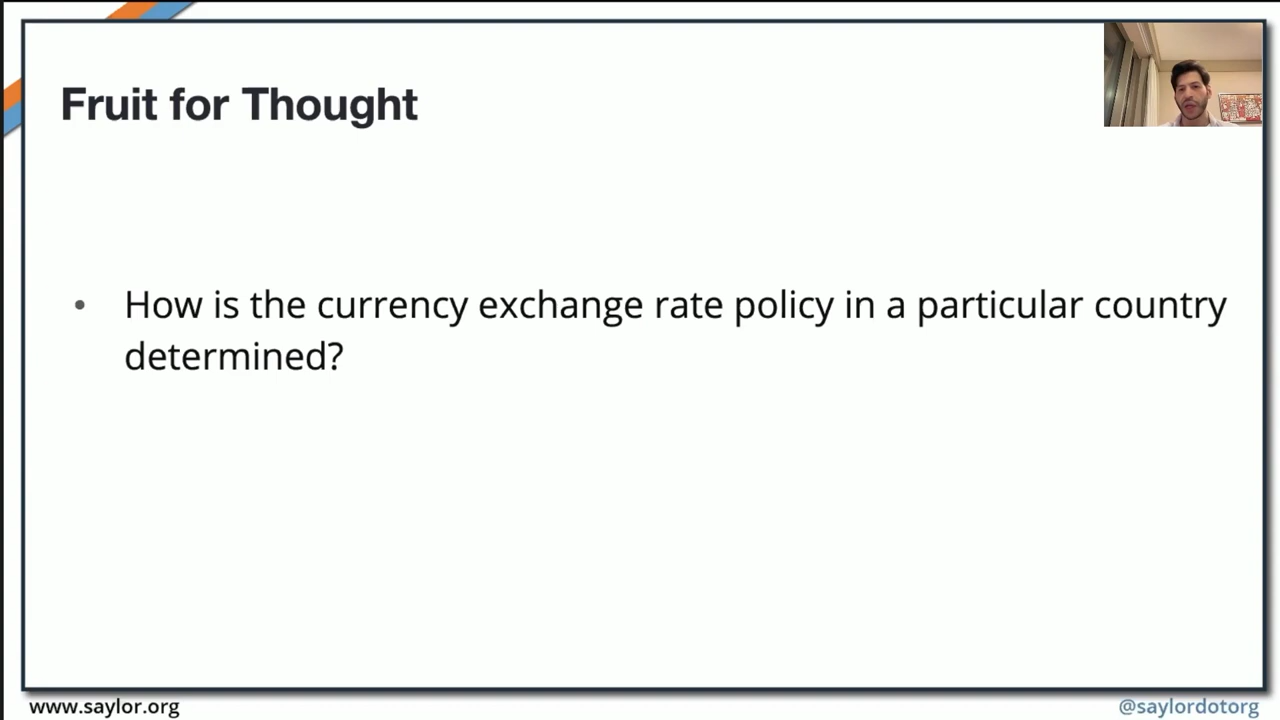 Fruit for Thought
• How is the currency exchange rate policy in a particular country
determined?
www.saylor.org
@saylordotorg